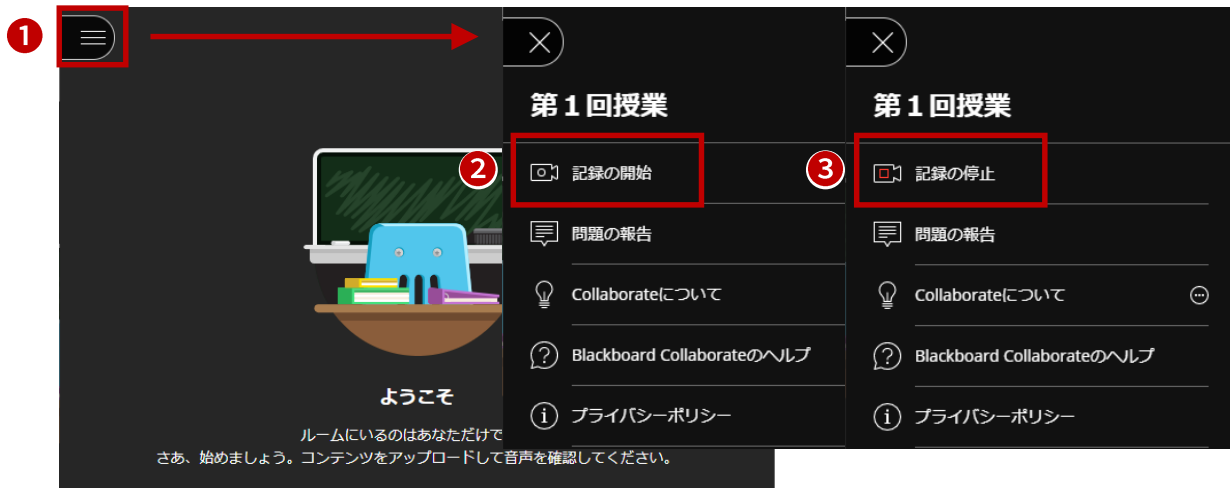 1
2
3
第１回授業
記録の開始
問題の報告
Collaborateについて
Blackboard Collaborateのヘルプ
プライバシーポリシー
第１回授業
記録の停止
問題の報告
Collaborateについて
Blackboard Collaborateのヘルプ
プライバシーポリシー
ようこそ
ルームにいるのはあなただけで
さあ、始めましょう。コンテンツをアップロードして音声を確認してください。